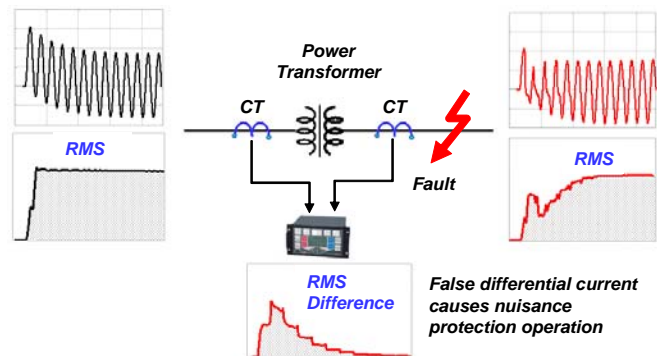 Power
Transformer
CT
CT
RMS
RMS
Fault
RMS
Difference
False differential current
causes nuisance
protection operation